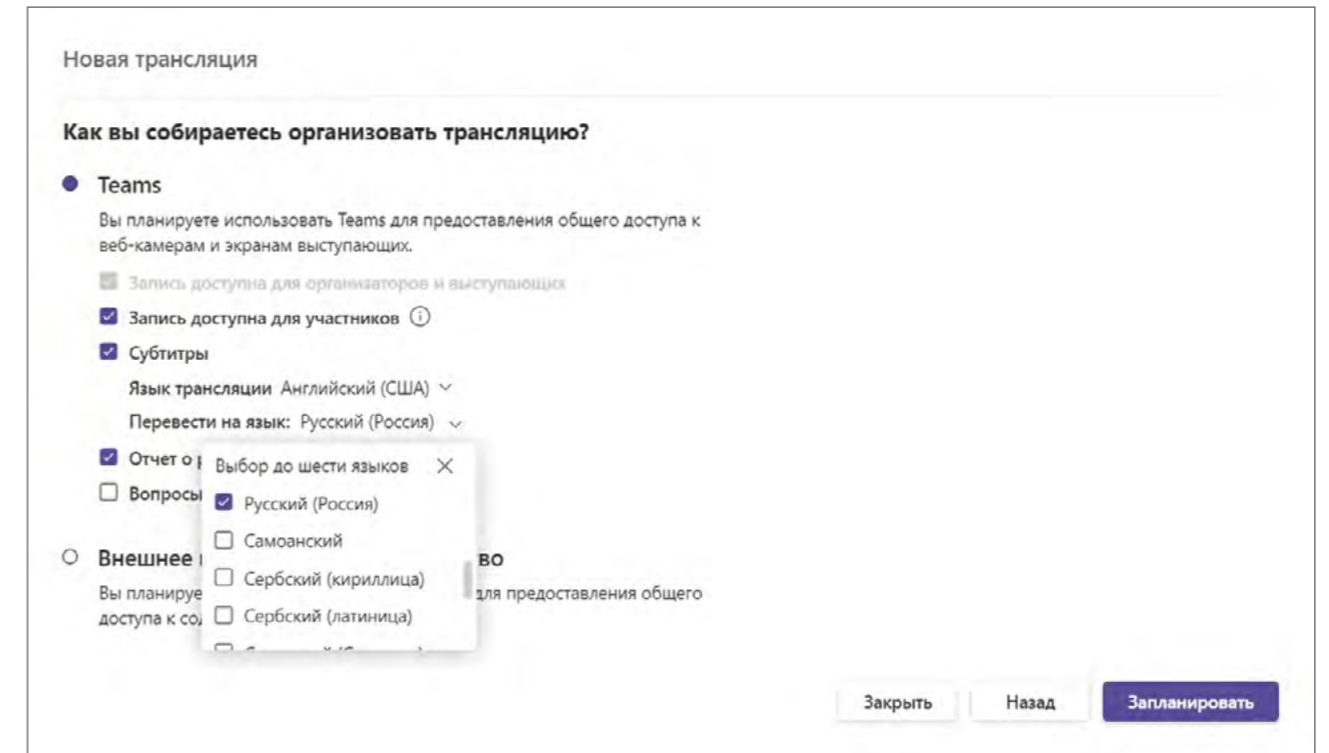 Новая трансляция
Как вы собираетесь организовать трансляцию?
Teams
Вы планируете использовать Teams для предоставления общего доступа к
веб-камерам и экранам выступающих.
Запись доступна для организаторов и выступающих
Запись доступна для участников
Субтитры
Язык трансляции Английский (США)
Перевести на язык: Русский (Россия)
Отчет о
Выбор до шести языков
Вопросы
Русский (Россия)
Самоанский
Внешнее
Сербский (кириллица)
Вы
для предоставления общего
доступа к
Сербский (латиница)
Закрыть Назад Запланировать